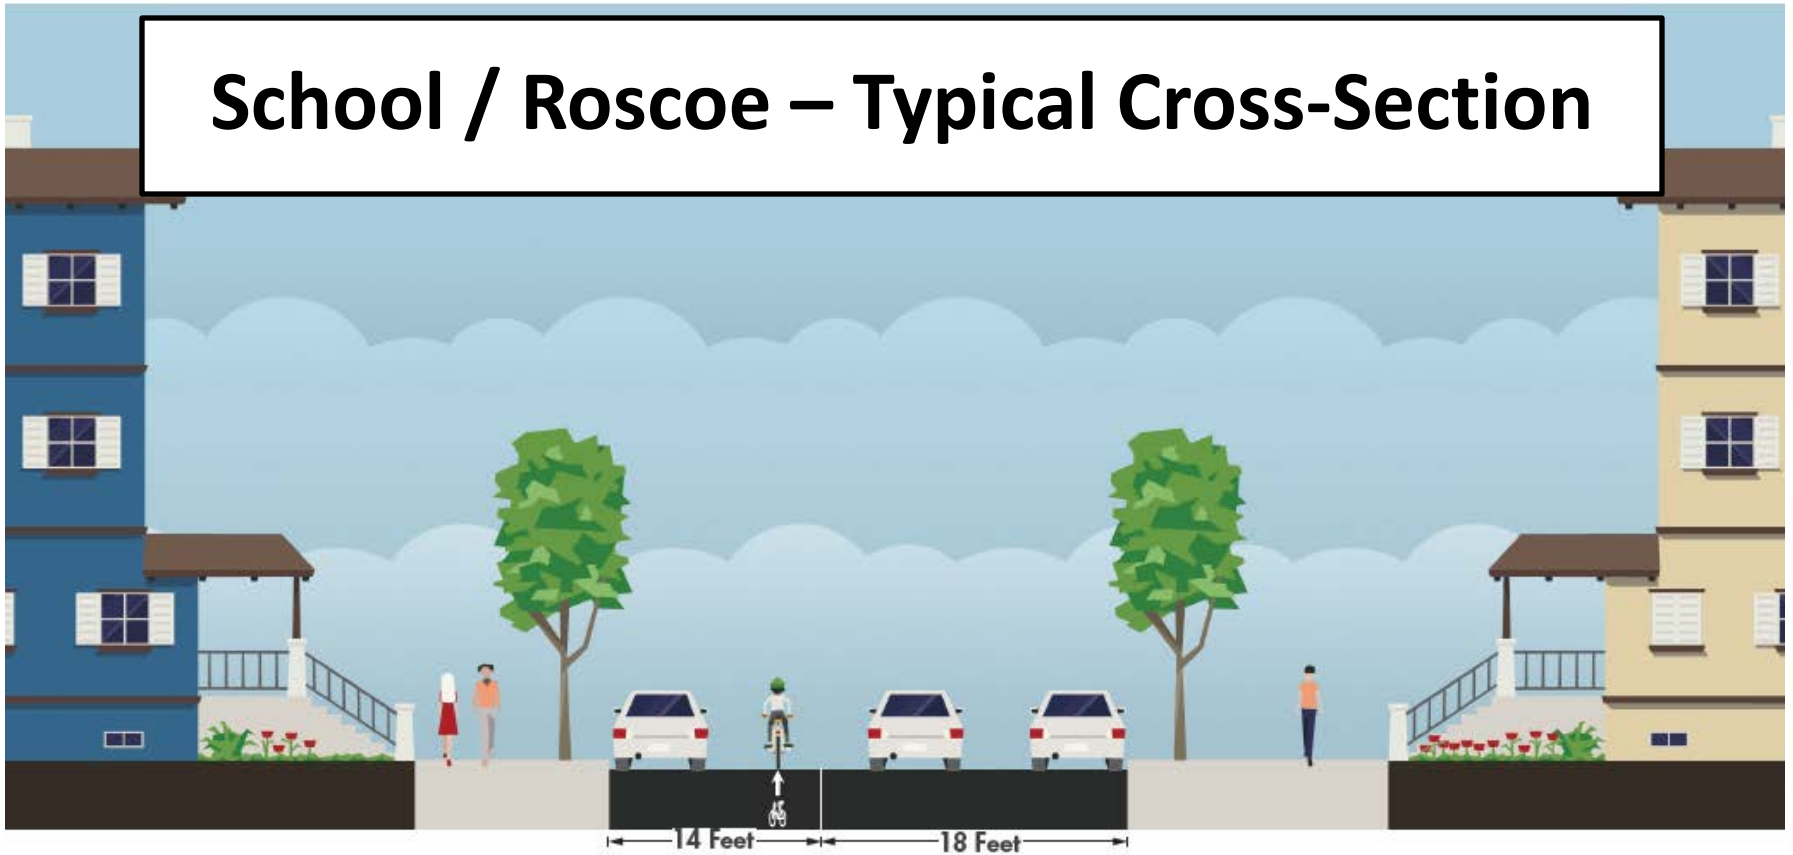 School / Roscoe – Typical Cross-Section
14 Feet
18 Feet